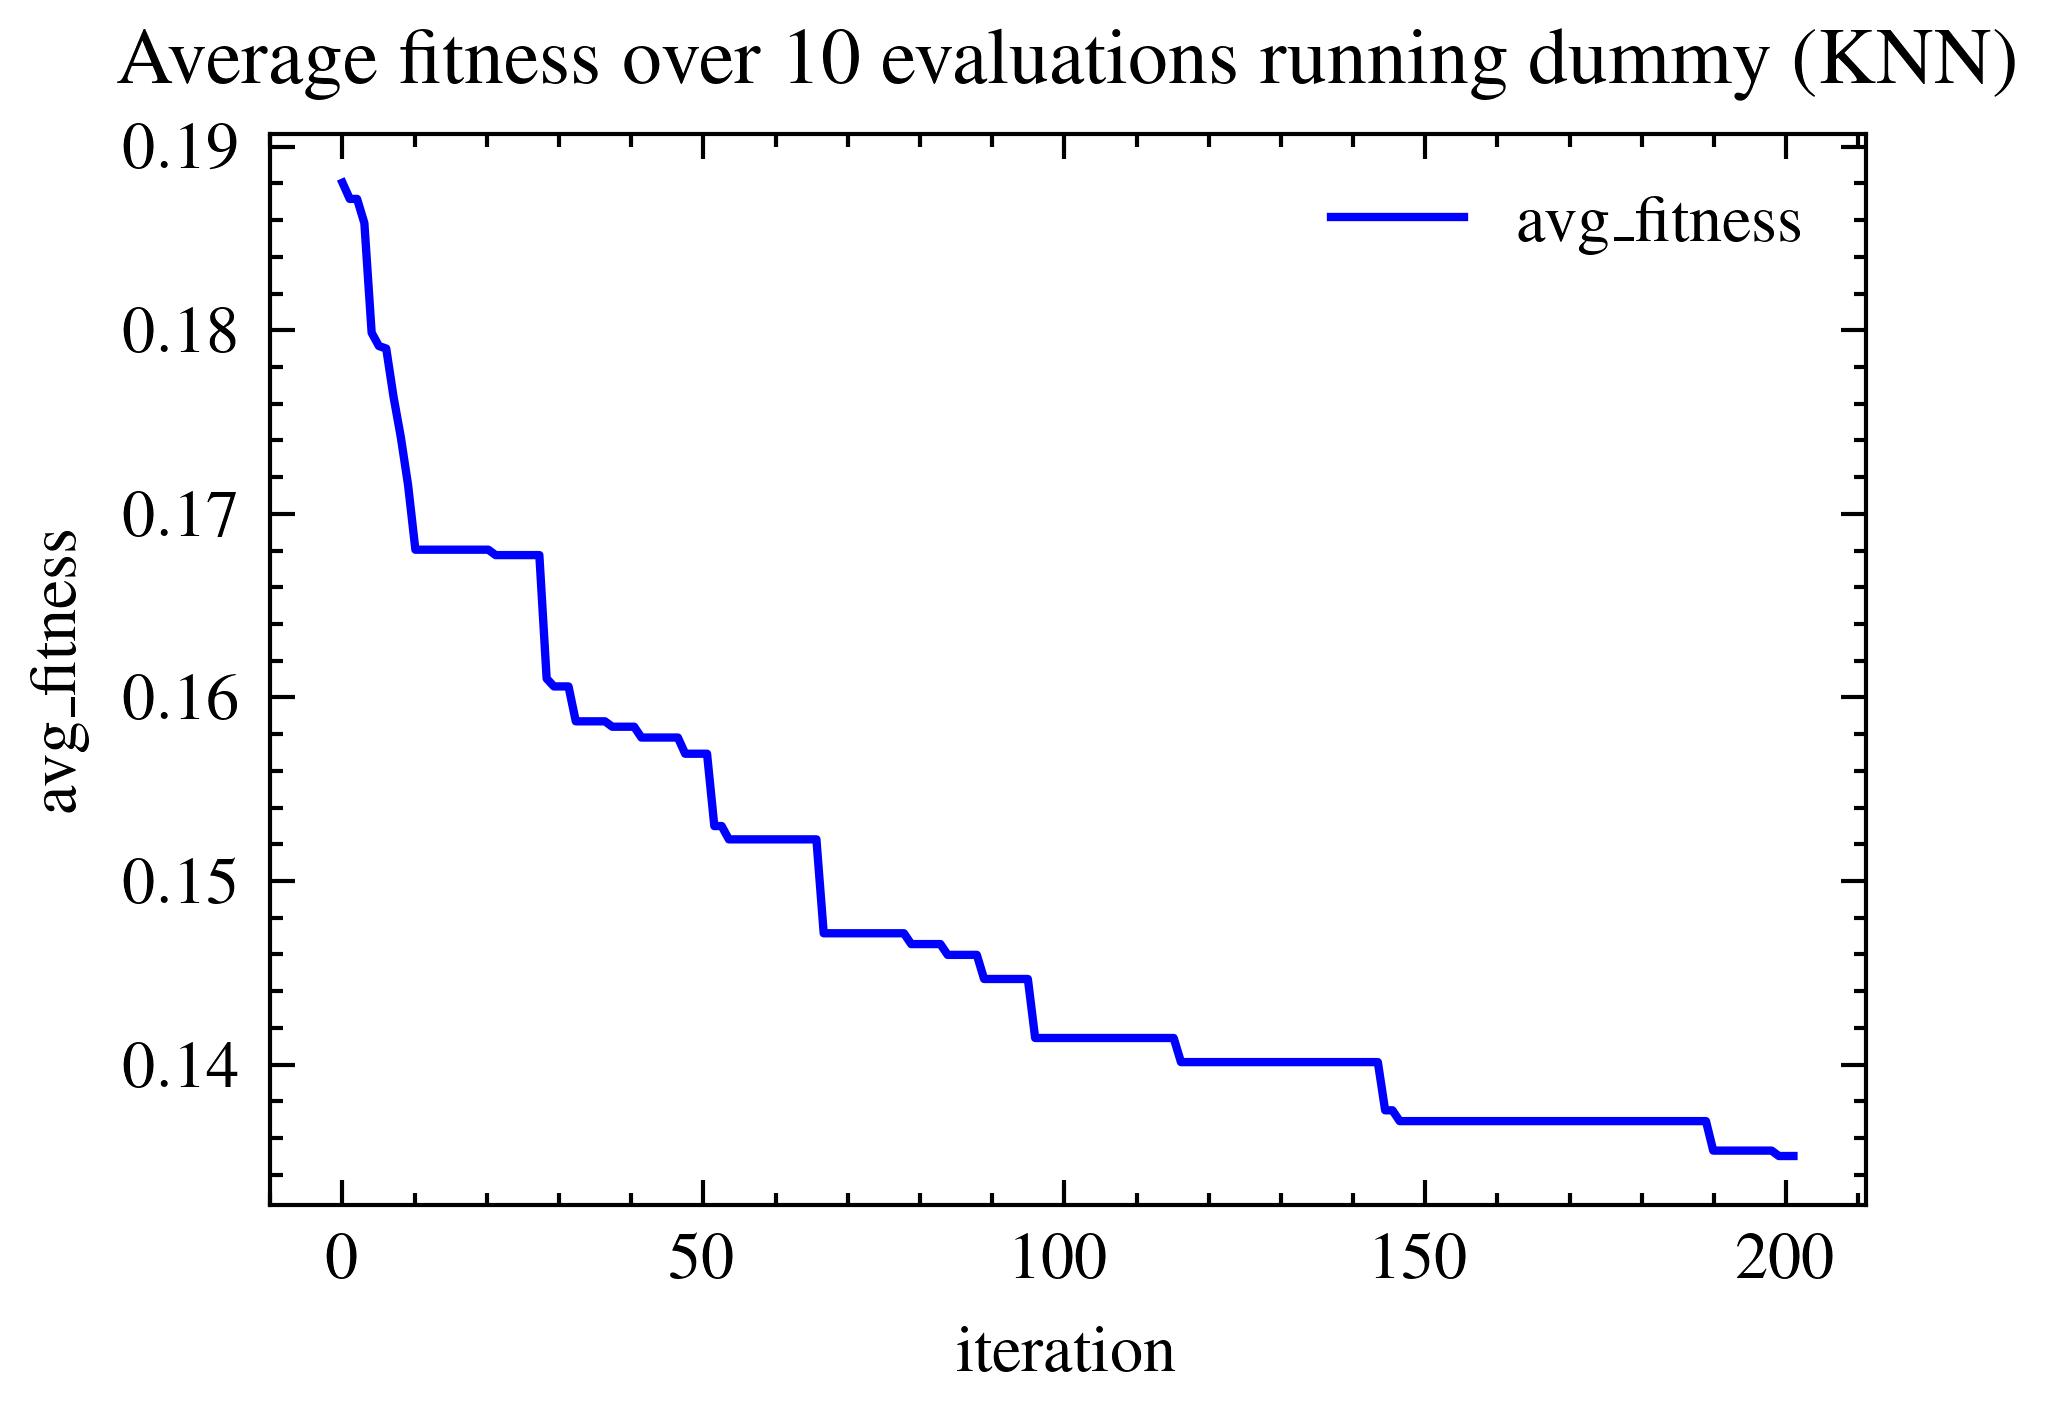 Average fitness over 10 evaluations running dummy (KNN)
avg_fitness
0.19
0.18
0.17
0.16
0.15
0.14
avg_fitness
0 50 100 150 200
iteration